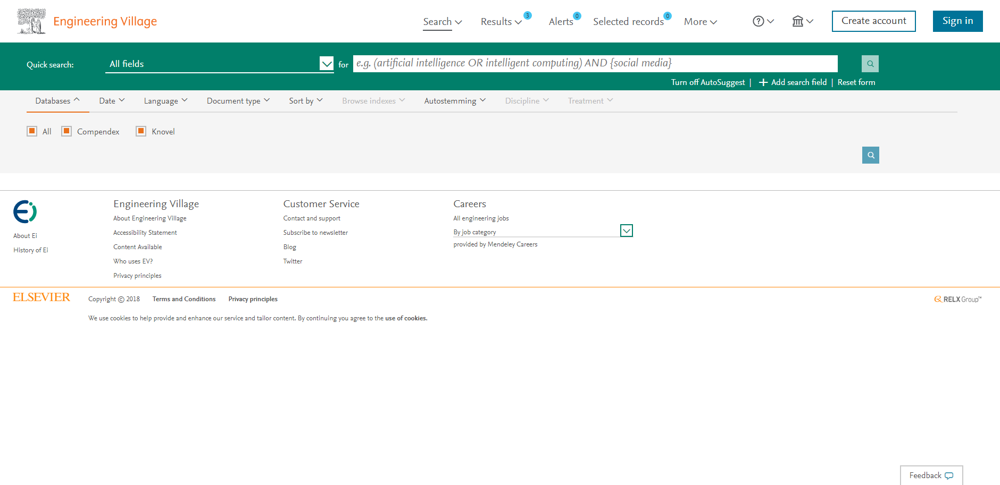 Engineering Village
Search Results 3 Alerts 0 Selected records 0 More ? Create account Sign in
Quick search: All fields for e.g. (artificial intelligence OR intelligent computing) AND {social media}
Turn off AutoSuggest | + Add search field | Reset form
Databases Date Language Document type Sort by Browse indexes Autostemming Discipline Treatment
All Compendex Knovel
Engineering Village
About Engineering Village
Accessibility Statement
Content Available
Who uses EV?
Privacy principles
Customer Service
Contact and support
Subscribe to newsletter
Blog
Twitter
Careers
All engineering jobs
By job category
provided by Mendeley Careers
Ei
About Ei
History of Ei
ELSEVIER Copyright © 2018 Terms and Conditions Privacy principles RELX Group™
We use cookies to help provide and enhance our service and tailor content. By continuing you agree to the use of cookies.
Feedback